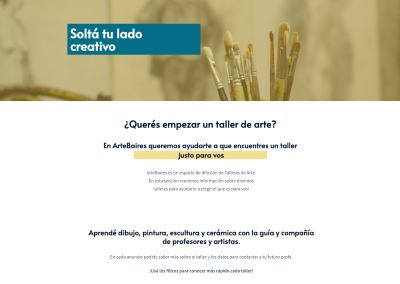 Soltá tu lado
creativo
¿Querés empezar un taller de arte?
En ArteBaires queremos ayudarte a que encuentres un taller
justo para vos
ArteBaires es un espacio de difusión de Talleres de Arte.
En esta sección reunimos información sobre distintos
talleres para ayudarte a elegir el que es para vos!
Aprendé dibujo, pintura, escultura y cerámica con la guía y compañía
de profesores y artistas.
En cada anuncio podrás saber más sobre el taller y los datos para contactar a tu futuro profe.
¡Usá los filtros para conocer más rápido cada taller!